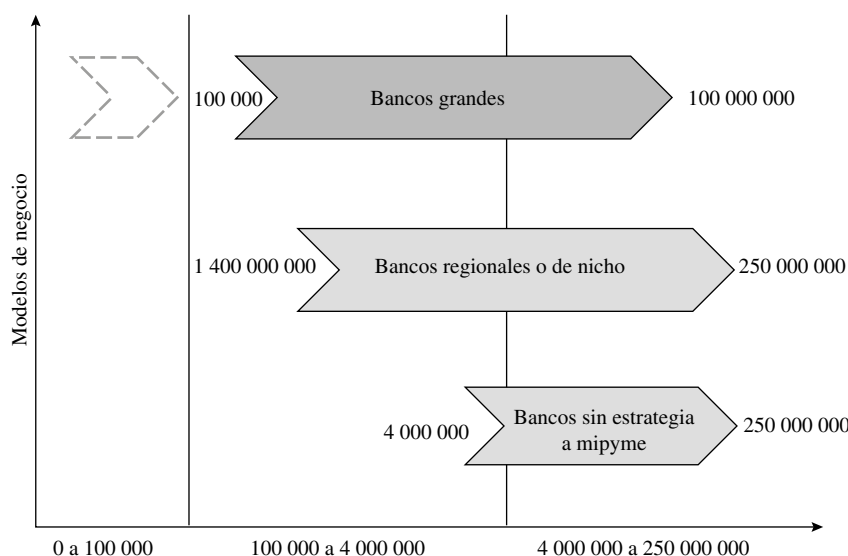 Modelos de negocio
100 000
Bancos grandes
100 000 000
1 400 000 000
Bancos regionales o de nicho
250 000 000
4 000 000
Bancos sin estrategia
a mipyme
250 000 000
0 a 100 000
100 000 a 4 000 000
4 000 000 a 250 000 000